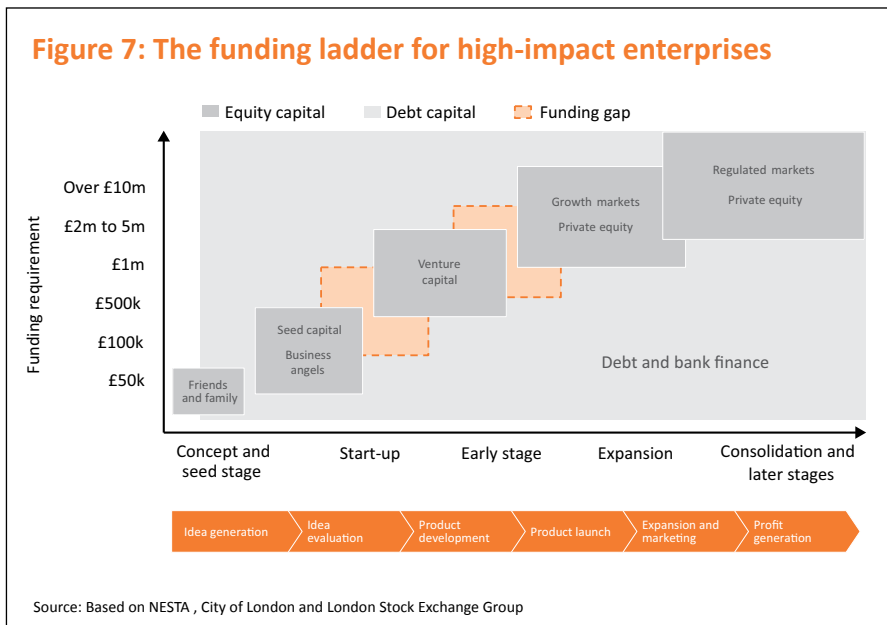 Figure 7: The funding ladder for high-impact enterprises
Equity capital
Debt capital
Funding gap
Funding requirement
Over £10m
£2m to 5m
£1m
£500k
£100k
£50k
Regulated markets
Private equity
Growth markets
Private equity
Venture
capital
Seed capital
Business
angels
Friends
and family
Debt and bank finance
Concept and
seed stage
Start-up
Early stage
Expansion
Consolidation and
later stages
Idea generation
Idea
evaluation
Product
development
Product launch
Expansion and
marketing
Profit
generation
Source: Based on NESTA , City of London and London Stock Exchange Group